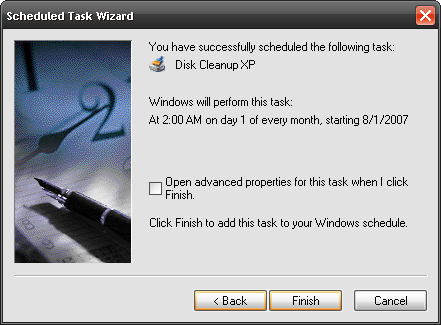 Scheduled Task Wizard
You have successfully scheduled the following task:
Disk Cleanup XP
Windows will perform this task:
At 2:00 AM on day 1 of every month, starting 8/1/2007
Open advanced properties for this task when I click
Finish.
Click Finish to add this task to your Windows schedule.
< Back
Finish
Cancel